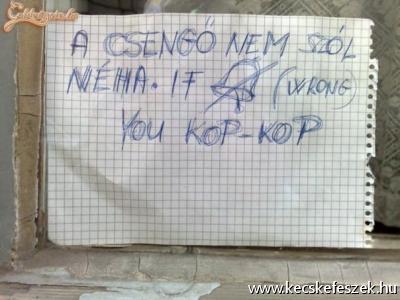 A CSENGŐ NEM SZÓL
NÉHA. IF (WRONG)
YOU KOP-KOP
www.kecskefeszek.hu